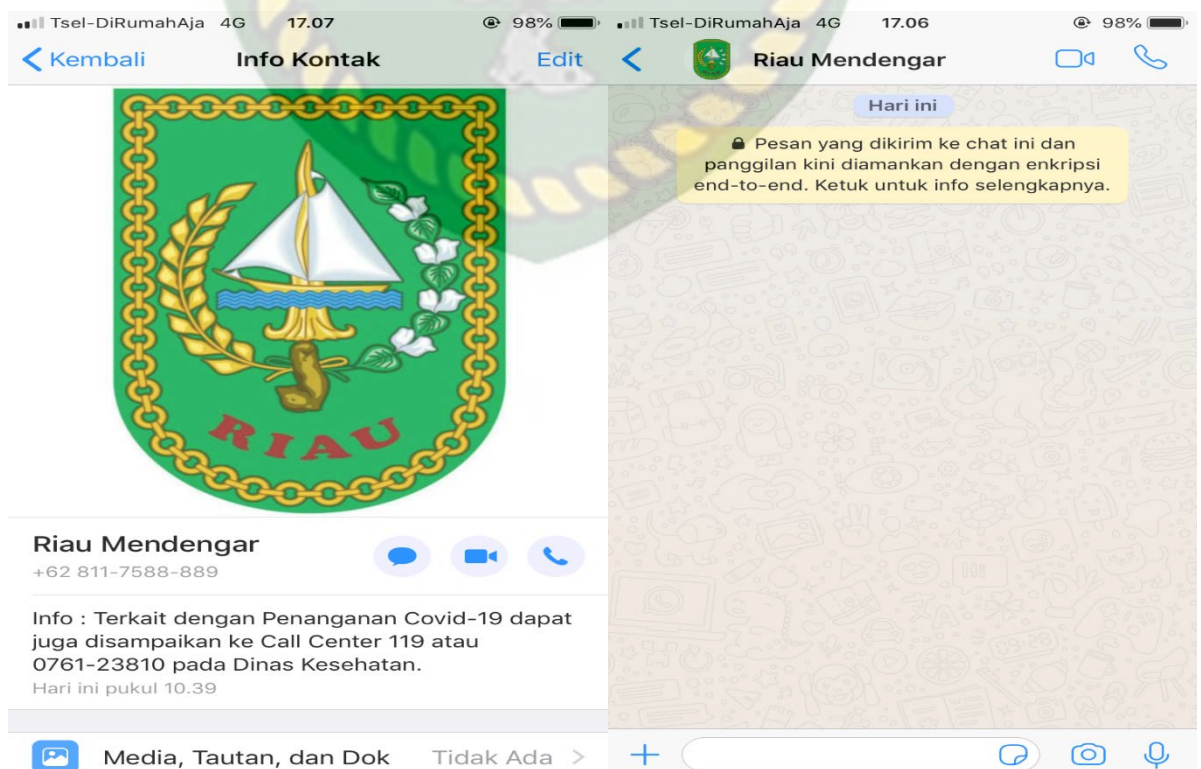 Tsel-DiRumahAja 4G 17.07 98%
Kembali Info Kontak Edit
RIAU
Riau Mendengar
+62 811-7588-889
Info : Terkait dengan Penanganan Covid-19 dapat
juga disampaikan ke Call Center 119 atau
0761-23810 pada Dinas Kesehatan.
Hari ini pukul 10.39
Media, Tautan, dan Dok Tidak Ada >
Tsel-DiRumahAja 4G 17.06 98%
Riau Mendengar
Hari ini
Pesan yang dikirim ke chat ini dan
panggilan kini diamankan dengan enkripsi
end-to-end. Ketuk untuk info selengkapnya.
Hi